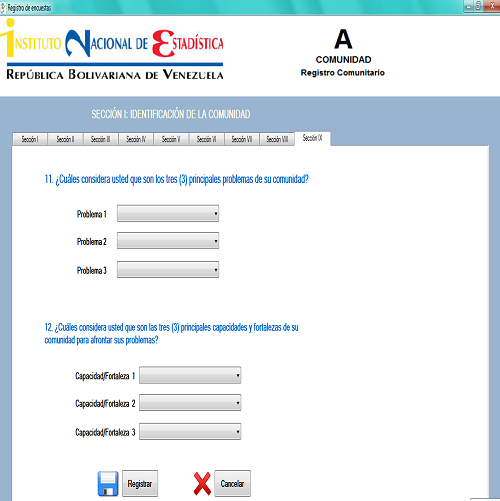 Registro de encuestas
INSTITUTO NACIONAL DE ESTADÍSTICA
REPÚBLICA BOLIVARIANA DE VENEZUELA
A
COMUNIDAD
Registro Comunitario
SECCIÓN I: IDENTIFICACIÓN DE LA COMUNIDAD
Sección I Sección II Sección III Sección IV Sección V Sección VI Sección VII Sección VIII Sección IX
11. ¿Cuáles considera usted que son los tres (3) principales problemas de su comunidad?
Problema 1
Problema 2
Problema 3
12. ¿Cuáles considera usted que son las tres (3) principales capacidades y fortalezas de su
comunidad para afrontar sus problemas?
Capacidad/Fortaleza 1
Capacidad/Fortaleza 2
Capacidad/Fortaleza 3
Registrar Cancelar